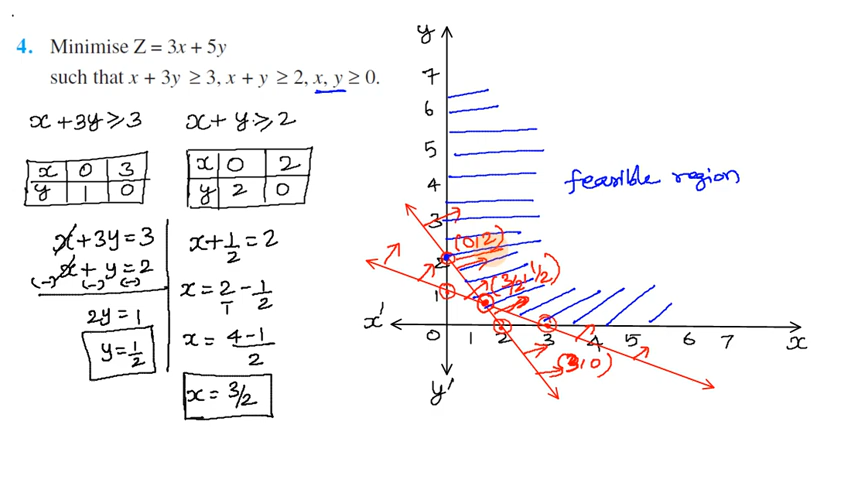 4. Minimise Z = 3x + 5y
such that x + 3y ≥ 3, x + y ≥ 2, x, y ≥ 0.
x + 3y ≥ 3
x + y ≥ 2
x 0 3
y 1 0
x 0 2
y 2 0
x + 3y = 3
x + y = 2
(-) (-) (-)
2y = 1
y = 1/2
x + 1/2 = 2
x = 2/1 - 1/2
x = 4-1/2
x = 3/2
y
7
6
5
4
3
2
1
feasible region
(0,2)
(3/2, 1/2)
x' 0 1 2 3 4 5 6 7 x
(3,0)
y'